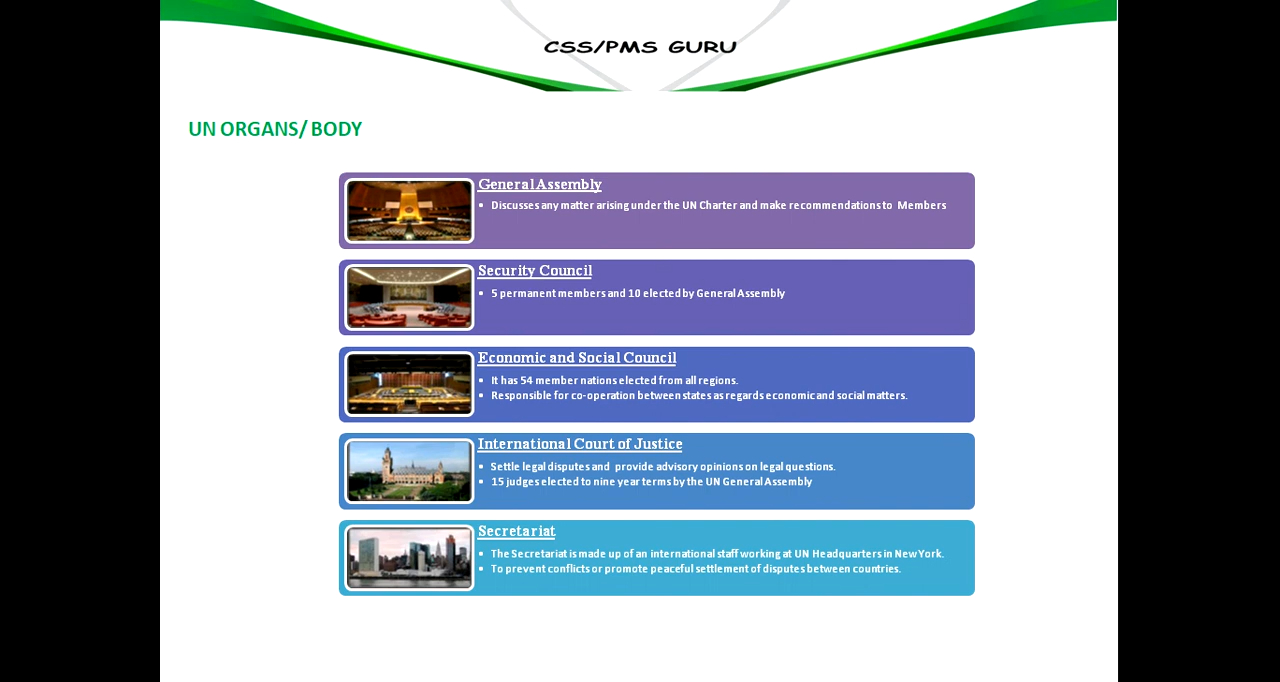 CSS/PMS GURU
UN ORGANS/ BODY
General Assembly
• Discusses any matter arising under the UN Charter and make recommendations to Members
Security Council
• 5 permanent members and 10 elected by General Assembly
Economic and Social Council
• It has 54 member nations elected from all regions.
• Responsible for co-operation between states as regards economic and social matters.
International Court of Justice
• Settle legal disputes and provide advisory opinions on legal questions.
• 15 judges elected to nine year terms by the UN General Assembly
Secretariat
• The Secretariat is made up of an international staff working at UN Headquarters in New York.
• To prevent conflicts or promote peaceful settlement of disputes between countries.